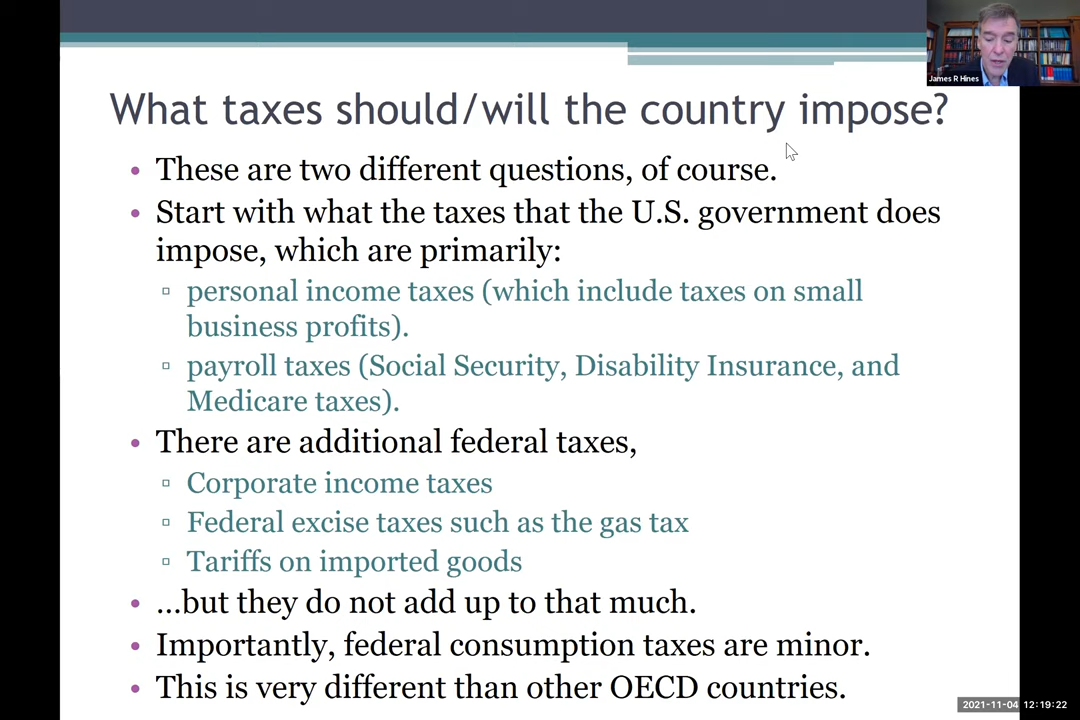 James R Hines
What taxes should/will the country impose?
• These are two different questions, of course.
• Start with what the taxes that the U.S. government does
impose, which are primarily:
▫ personal income taxes (which include taxes on small
business profits).
▫ payroll taxes (Social Security, Disability Insurance, and
Medicare taxes).
• There are additional federal taxes,
▫ Corporate income taxes
▫ Federal excise taxes such as the gas tax
▫ Tariffs on imported goods
• …but they do not add up to that much.
• Importantly, federal consumption taxes are minor.
• This is very different than other OECD countries.
2021-11-04 12:19:22